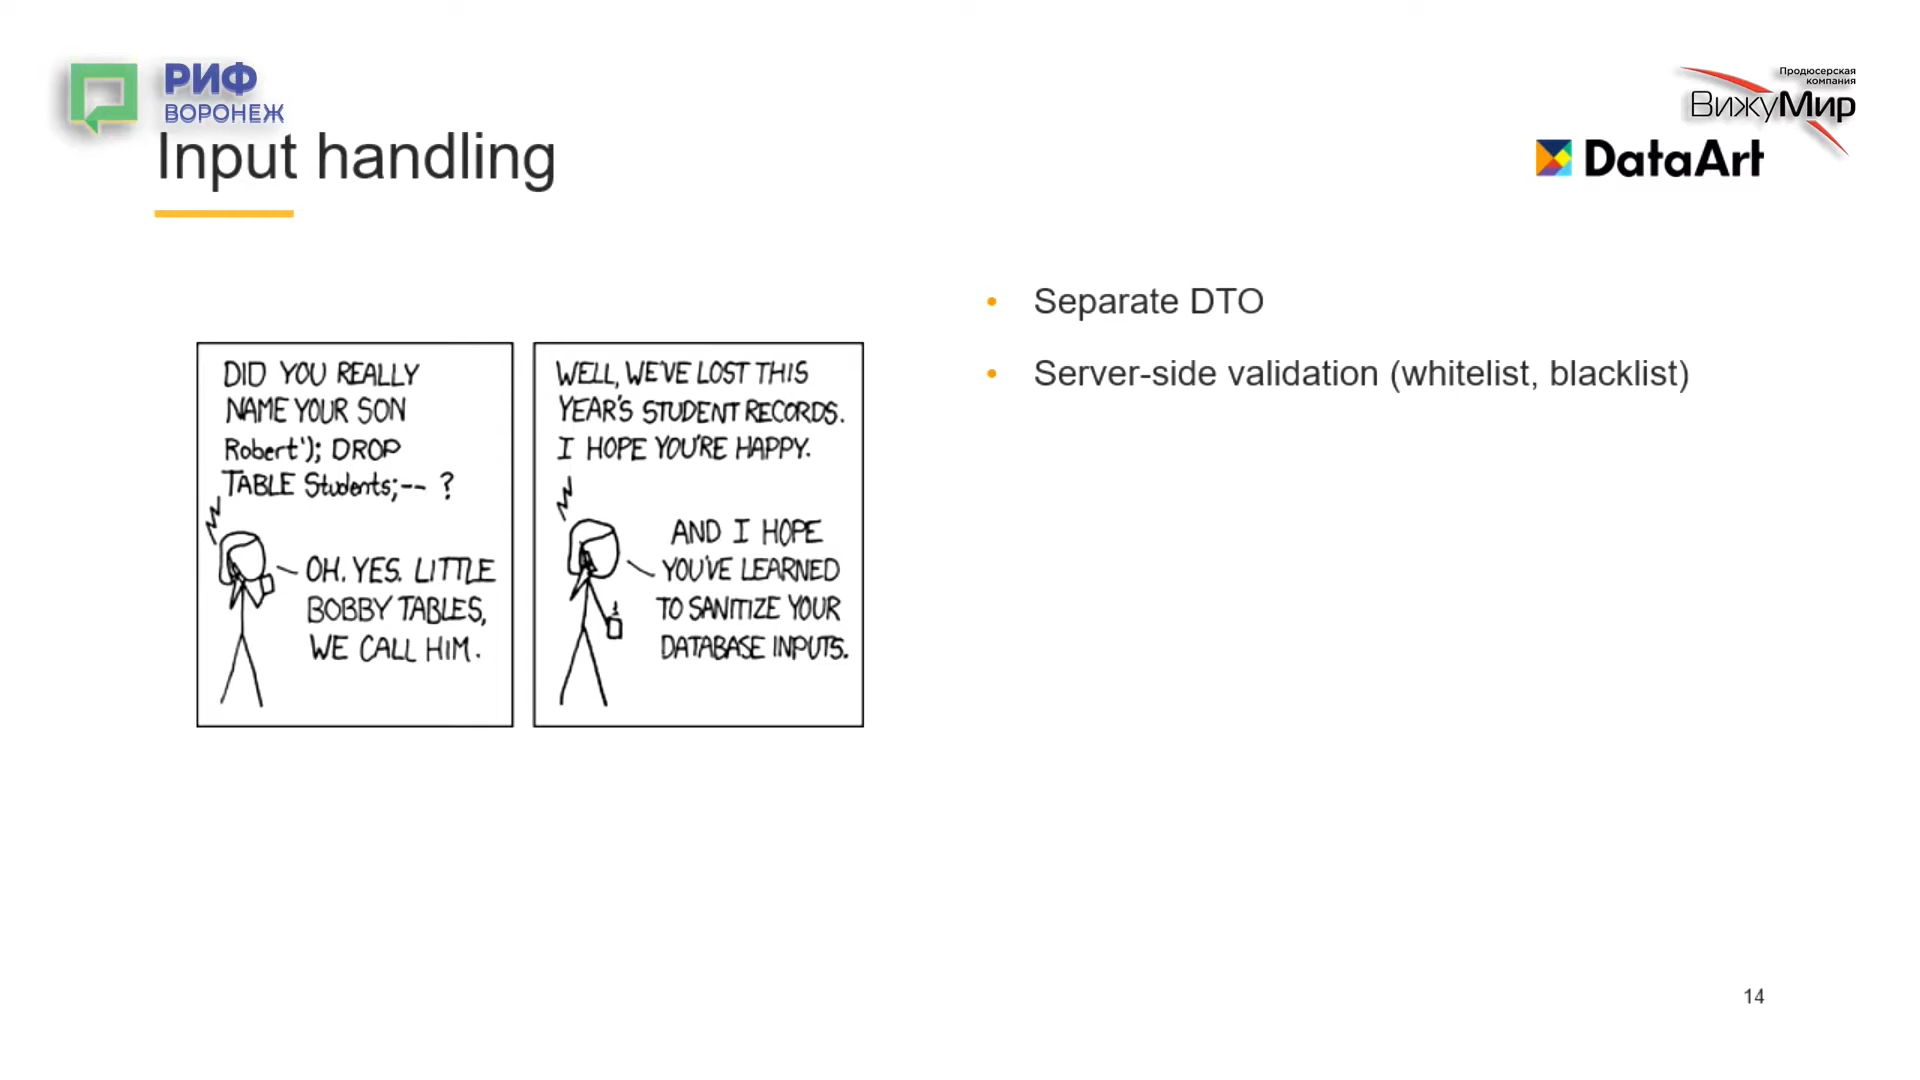 РИФ
ВОРОНЕЖ
Продюсерская
компания
ВижуМир
Input handling
DataArt
DID YOU REALLY
NAME YOUR SON
Robert'); DROP
TABLE Students;-- ?
OH. YES. LITTLE
BOBBY TABLES,
WE CALL HIM.
WELL, WE'VE LOST THIS
YEAR'S STUDENT RECORDS.
I HOPE YOU'RE HAPPY.
AND I HOPE
YOU'VE LEARNED
TO SANITIZE YOUR
DATABASE INPUTS.
• Separate DTO
• Server-side validation (whitelist, blacklist)
14